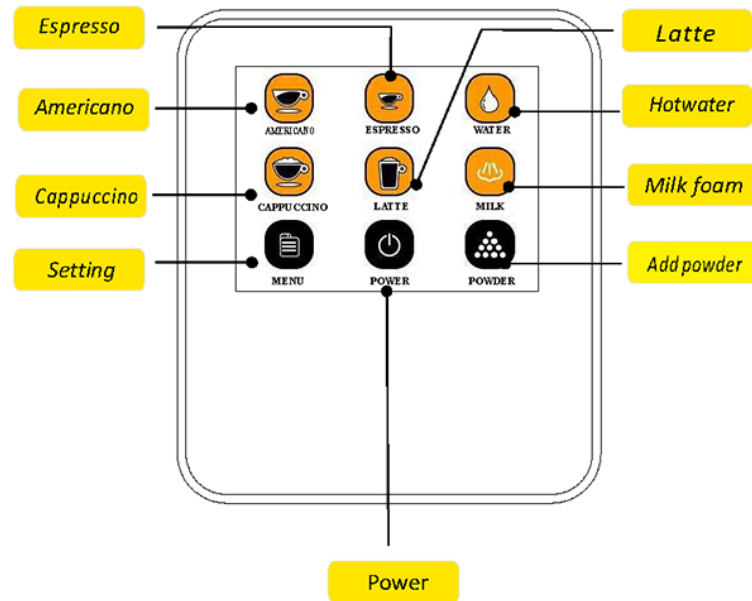 Espresso
Latte
Americano
Hotwater
AMERICANO
ESPRESSO
WATER
Cappuccino
Milk foam
CAPPUCCINO
LATTE
MILK
Setting
Add powder
MENU
POWER
POWDER
Power